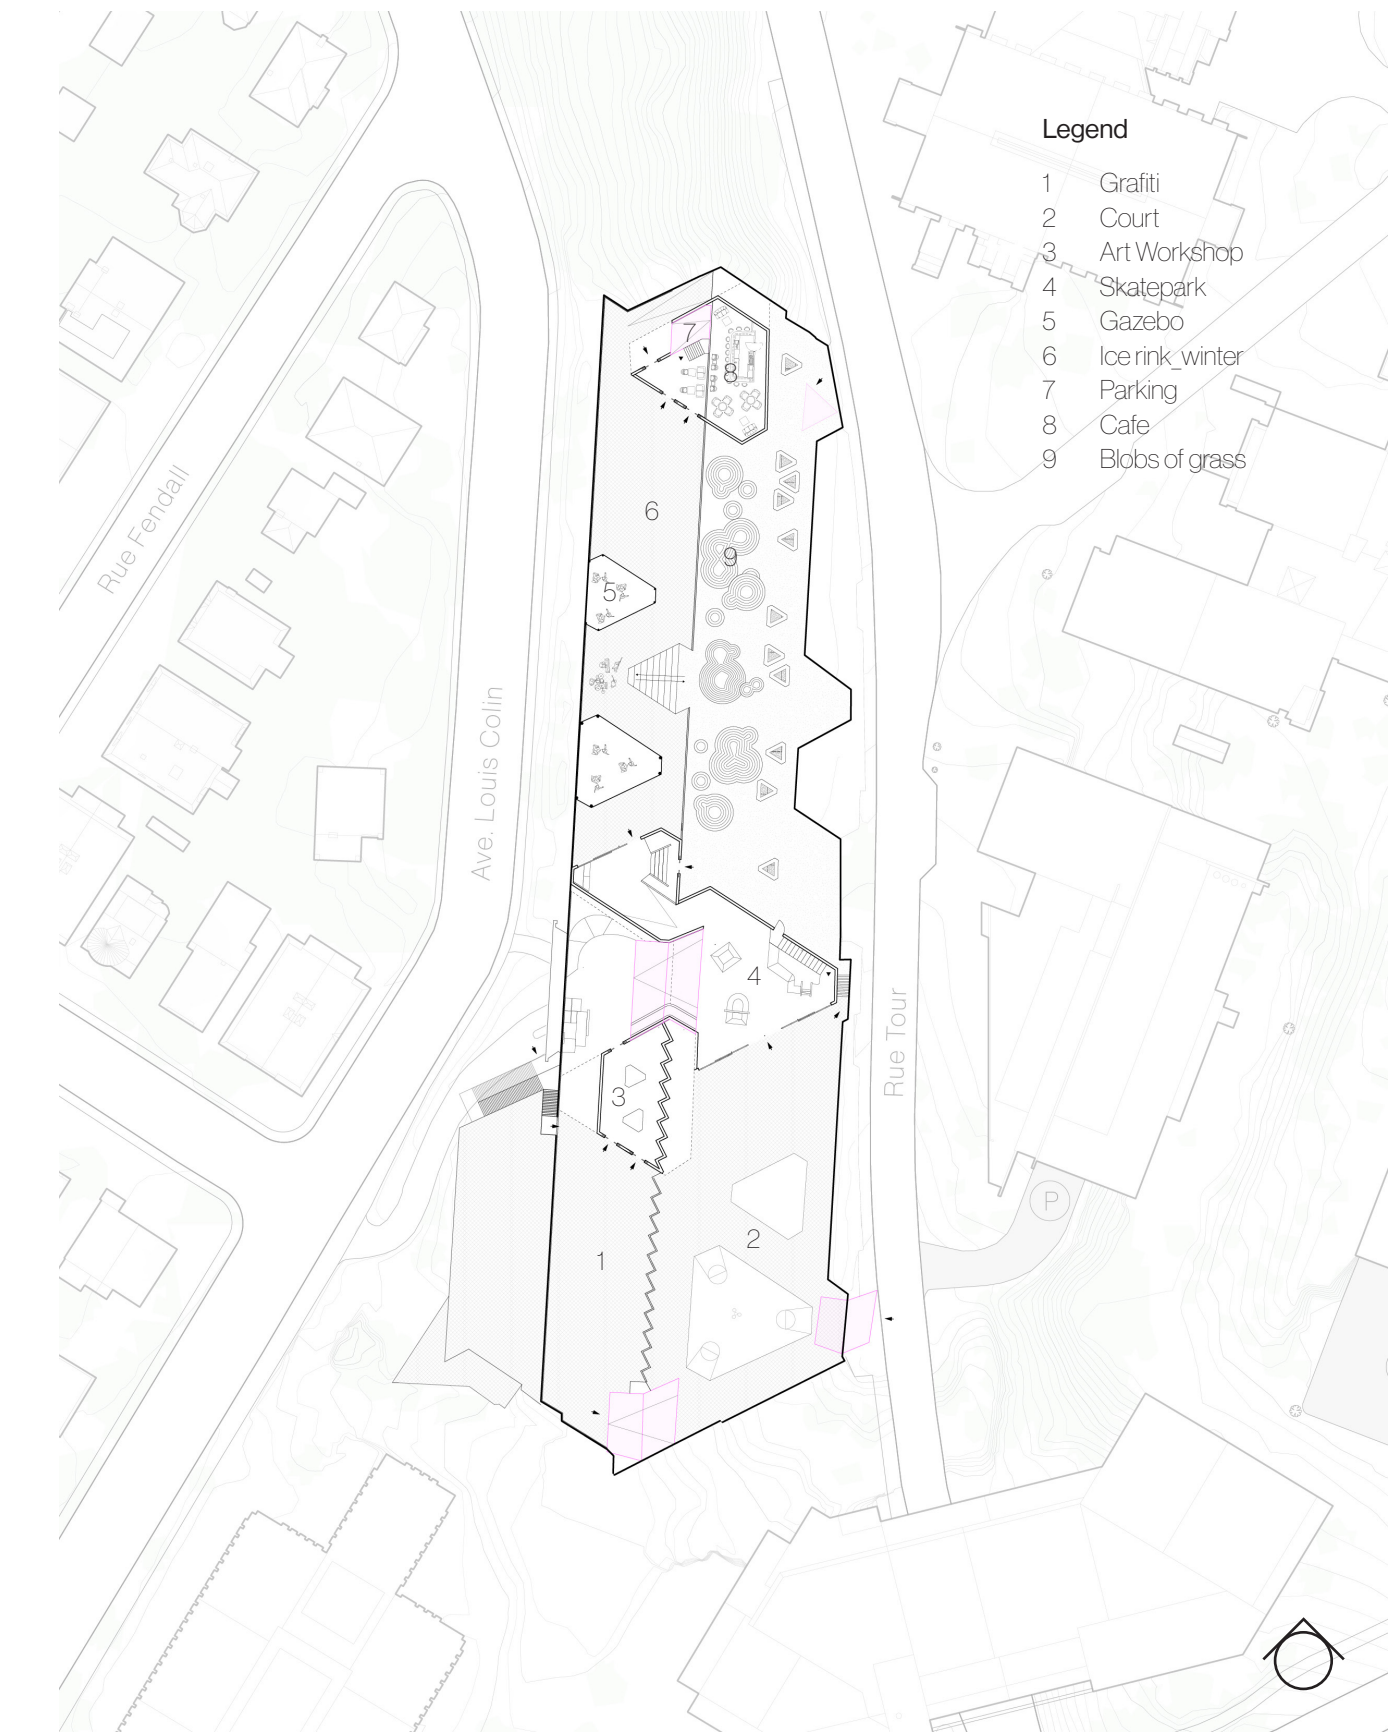 Legend
1 Grafiti
2 Court
3 Art Workshop
4 Skatepark
5 Gazebo
6 Ice rink_winter
7 Parking
8 Cafe
9 Blobs of grass
7
8
6
9
5
Rue Fendall
Ave. Louis Colin
4
Rue Tour
3
P
2
1